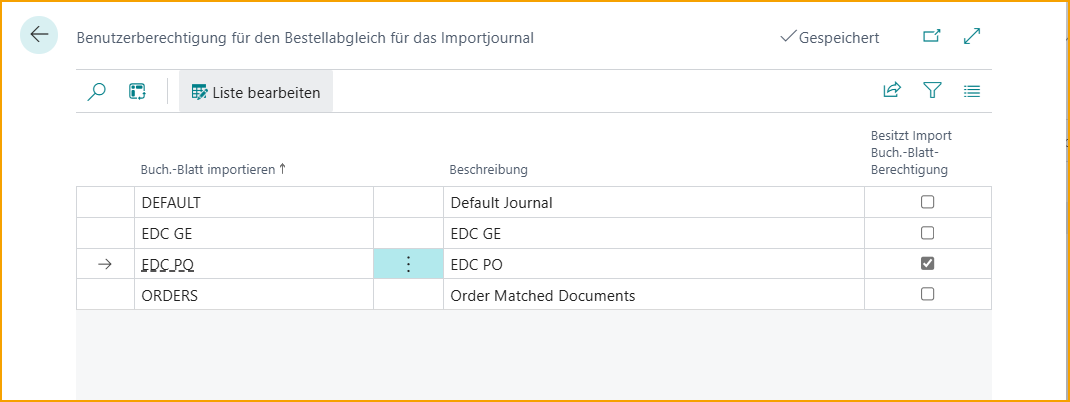 Benutzerberechtigung für den Bestellabgleich für das Importjournal
Gespeichert
Liste bearbeiten
Buch.-Blatt importieren ↑
Beschreibung
Besitzt Import
Buch.-Blatt-
Berechtigung
DEFAULT
Default Journal
EDC GE
EDC GE
EDC PO
EDC PO
ORDERS
Order Matched Documents